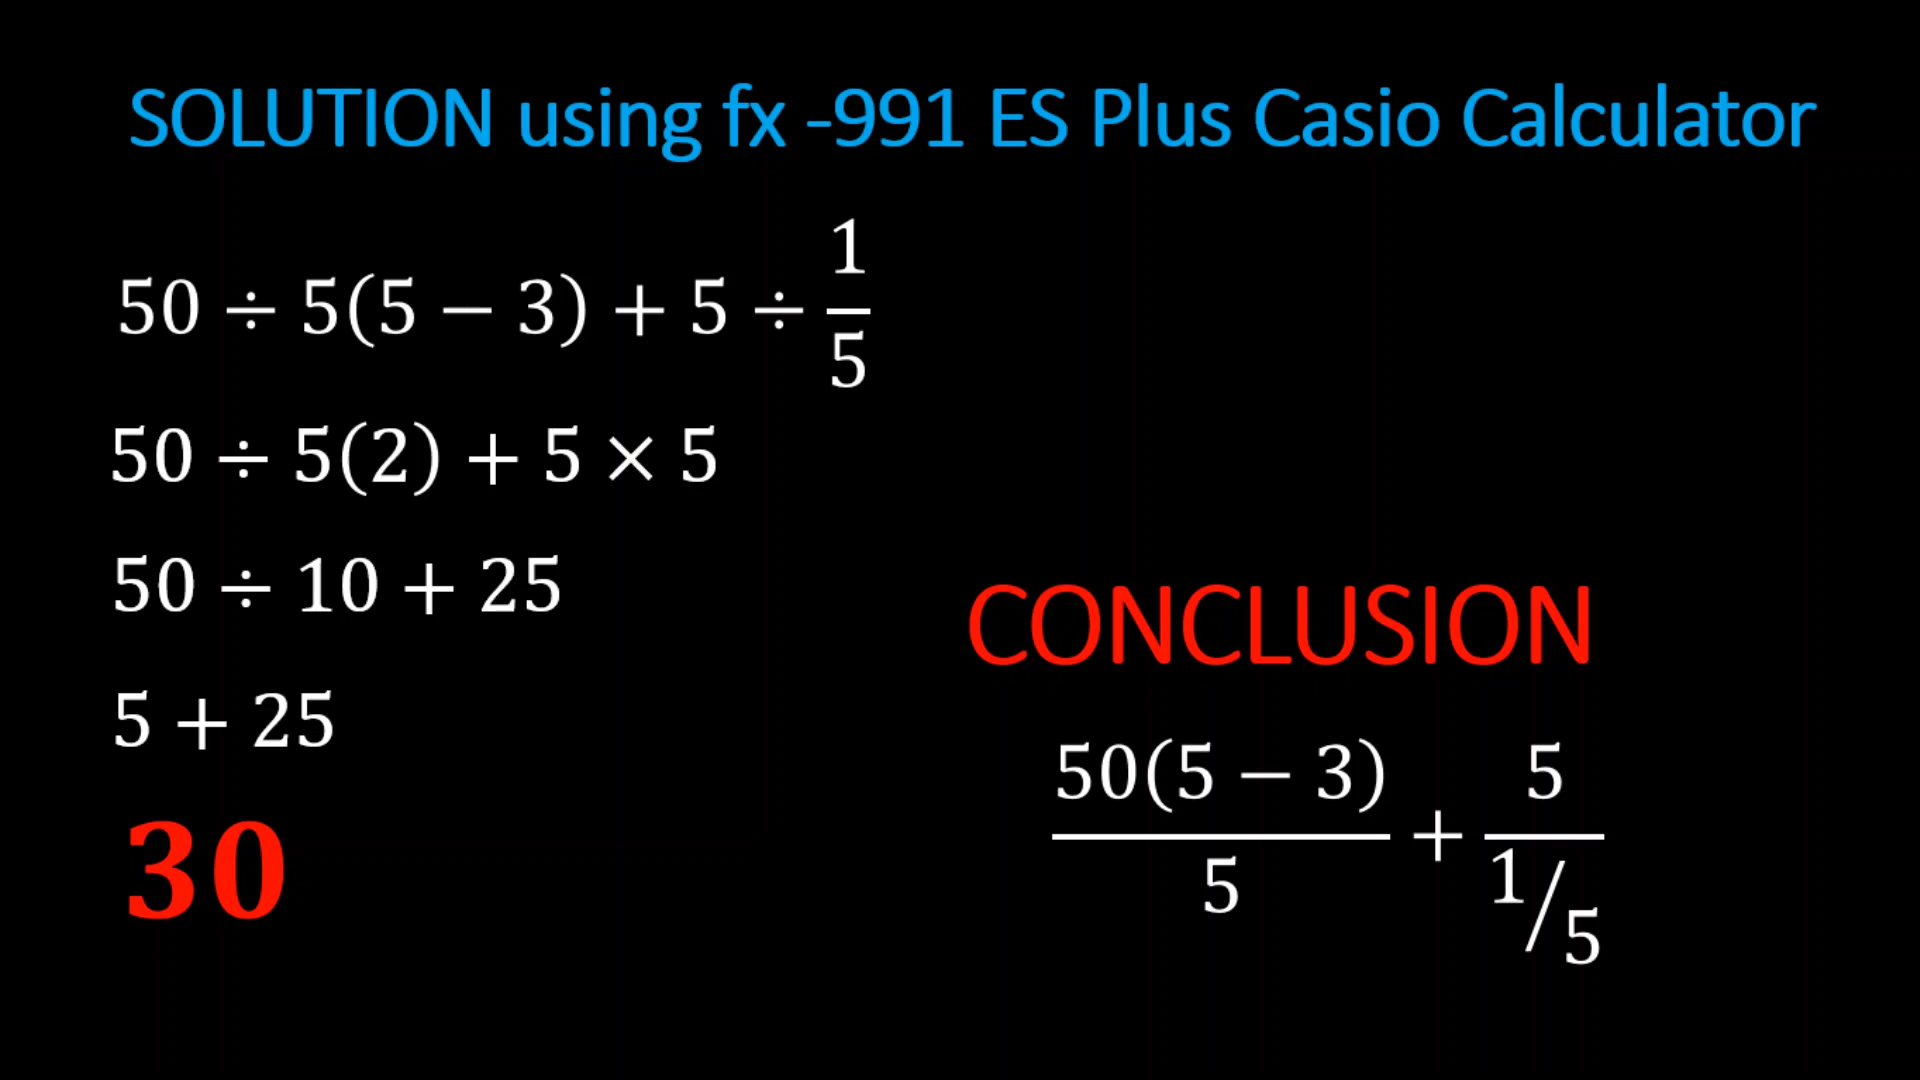 SOLUTION using fx -991 ES Plus Casio Calculator
50 ÷ 5(5 − 3) + 5 ÷ 1/5
50 ÷ 5(2) + 5 × 5
50 ÷ 10 + 25
5 + 25
30
CONCLUSION
50(5 − 3)/5 + 5/(1/5)